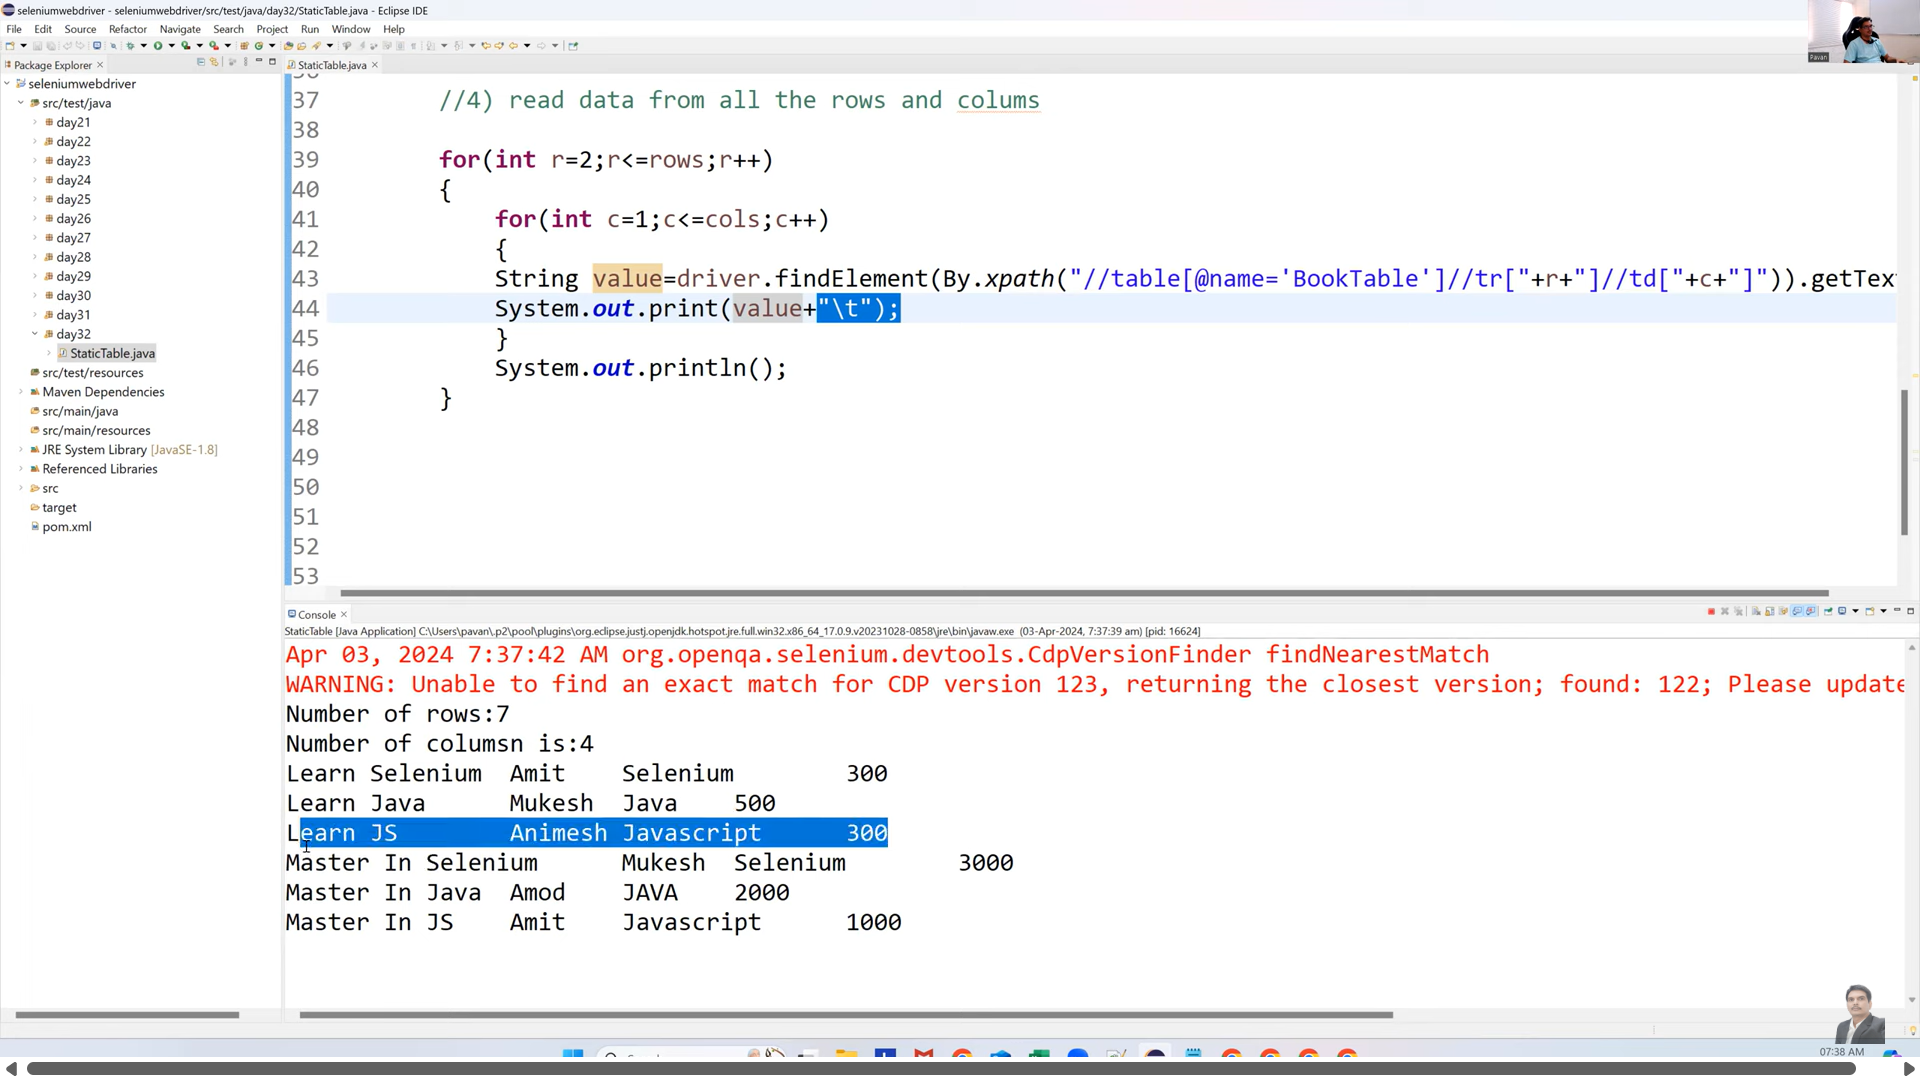 seleniumwebdriver - seleniumwebdriver/src/test/java/day32/StaticTable.java - Eclipse IDE
File Edit Source Refactor Navigate Search Project Run Window Help
Package Explorer
seleniumwebdriver
src/test/java
day21
day22
day23
day24
day25
day26
day27
day28
day29
day30
day31
day32
StaticTable.java
src/test/resources
Maven Dependencies
src/main/java
src/main/resources
JRE System Library [JavaSE-1.8]
Referenced Libraries
src
target
pom.xml
StaticTable.java
37 //4) read data from all the rows and colums
38
39 for(int r=2;r<=rows;r++)
40 {
41 for(int c=1;c<=cols;c++)
42 {
43 String value=driver.findElement(By.xpath("//table[@name='BookTable']//tr["+r+"]//td["+c+"]")).getTex
44 System.out.print(value+"\t");
45 }
46 System.out.println();
47 }
48
49
50
51
52
53
Pavan
Console
StaticTable [Java Application] C:\Users\pavan\.p2\pool\plugins\org.eclipse.justj.openjdk.hotspot.jre.full.win32.x86_64_17.0.9.v20231028-0858\jre\bin\javaw.exe (03-Apr-2024, 7:37:39 am) [pid: 16624]
Apr 03, 2024 7:37:42 AM org.openqa.selenium.devtools.CdpVersionFinder findNearestMatch
WARNING: Unable to find an exact match for CDP version 123, returning the closest version; found: 122; Please update
Number of rows:7
Number of columsn is:4
Learn Selenium Amit Selenium 300
Learn Java Mukesh Java 500
Learn JS Animesh Javascript 300
Master In Selenium Mukesh Selenium 3000
Master In Java Amod JAVA 2000
Master In JS Amit Javascript 1000
07:38 AM